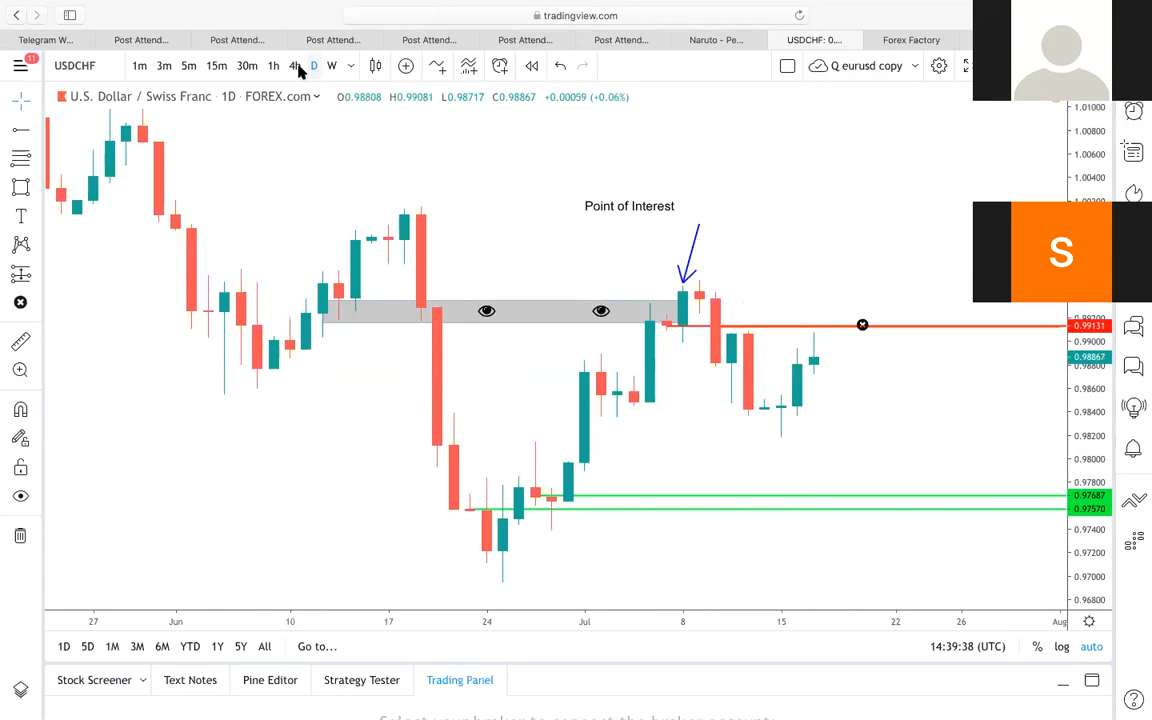 tradingview.com
Telegram W...
Post Attend...
Post Attend...
Post Attend...
Post Attend...
Post Attend...
Post Attend...
Naruto - Pe...
USDCHF: 0....
Forex Factory
11
USDCHF 1m 3m 5m 15m 30m 1h 4h D W Q eurusd copy
U.S. Dollar / Swiss Franc · 1D · FOREX.com O0.98808 H0.99081 L0.98717 C0.98867 +0.00059 (+0.06%)
1.01000
1.00800
1.00600
1.00400
Point of Interest
S
0.99131
0.99000
0.98867
0.98800
0.98600
0.98400
0.98200
0.98000
0.97800
0.97687
0.97570
0.97400
0.97200
0.97000
0.96800
27 Jun 10 17 24 Jul 8 15 22 26 Aug
1D 5D 1M 3M 6M YTD 1Y 5Y All Go to... 14:39:38 (UTC) % log auto
Stock Screener Text Notes Pine Editor Strategy Tester Trading Panel